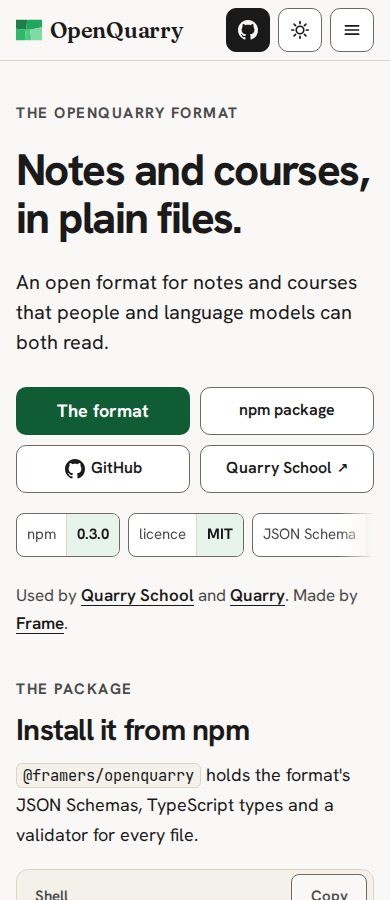 OpenQuarry
THE OPENQUARRY FORMAT
Notes and courses,
in plain files.
An open format for notes and courses
that people and language models can
both read.
The format
npm package
GitHub
Quarry School ↗
npm 0.3.0
licence MIT
JSON Schema
Used by Quarry School and Quarry. Made by
Frame.
THE PACKAGE
Install it from npm
@framers/openquarry holds the format's
JSON Schemas, TypeScript types and a
validator for every file.
Shell
Copy